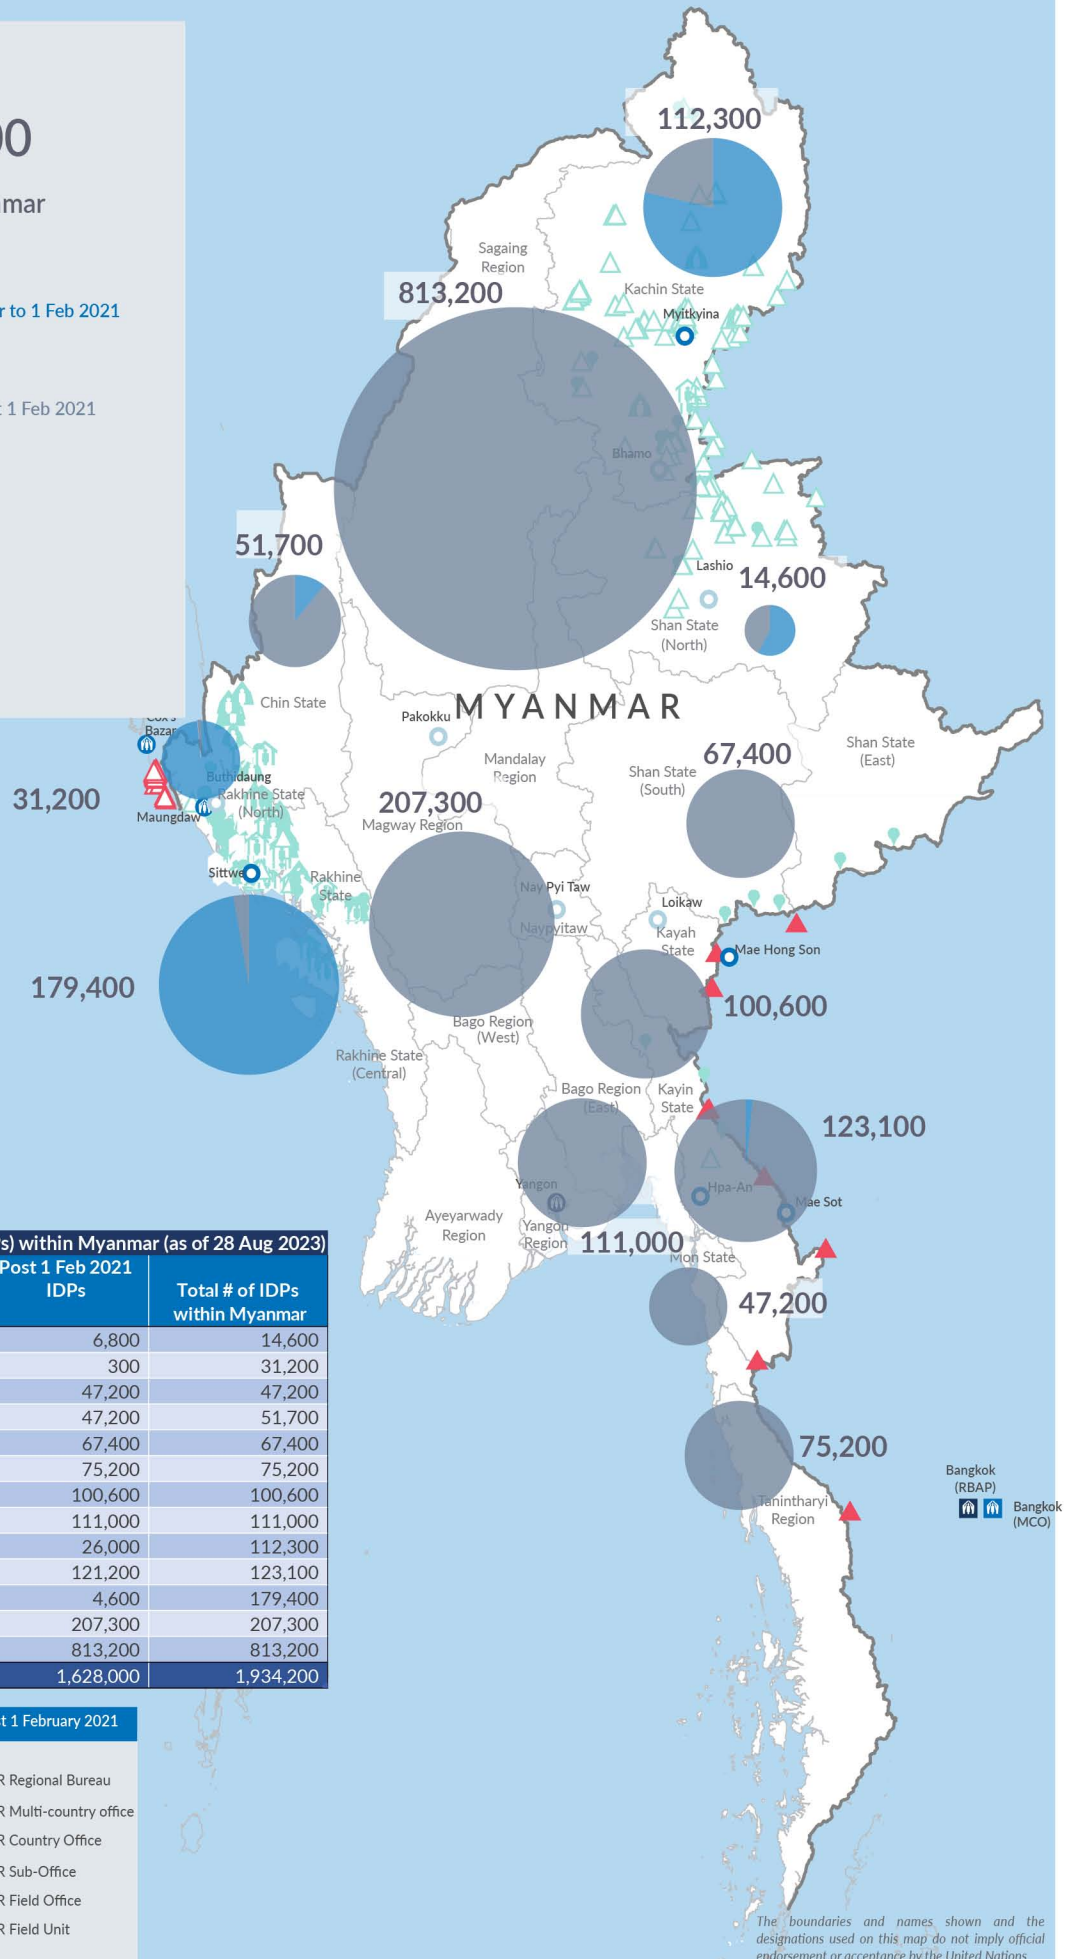 00
mar
r to 1 Feb 2021
t 1 Feb 2021
112,300
Sagaing
Region
813,200
Kachin State
Myitkyina
Bhamo
51,700
Lashio
14,600
Shan State
(North)
Chin State
MYANMAR
Pakokku
Cox's
Bazar
Mandalay
Region
67,400
Shan State
(East)
Shan State
(South)
Buthidaung
Rakhine State
(North)
31,200
207,300
Maungdaw
Magway Region
Sittwe
Rakhine
State
Nay Pyi Taw
Naypyitaw
Loikaw
Kayah
State
Mae Hong Son
179,400
100,600
Bago Region
(West)
Rakhine State
(Central)
Bago Region
(East)
Kayin
State
123,100
Yangon
Hpa-An
Mae Sot
Ayeyarwady
Region
Yangon
Region
111,000
Mon State
47,200
s) within Myanmar (as of 28 Aug 2023)
Post 1 Feb 2021
IDPs
Total # of IDPs
within Myanmar
6,800 14,600
300 31,200
47,200 47,200
47,200 51,700
67,400 67,400
75,200 75,200
100,600 100,600
111,000 111,000
26,000 112,300
121,200 123,100
4,600 179,400
207,300 207,300
813,200 813,200
1,628,000 1,934,200
75,200
Tanintharyi
Region
Bangkok
(RBAP)
Bangkok
(MCO)
st 1 February 2021
R Regional Bureau
R Multi-country office
R Country Office
R Sub-Office
R Field Office
R Field Unit
The boundaries and names shown and the
designations used on this map do not imply official
endorsement or acceptance by the United Nations